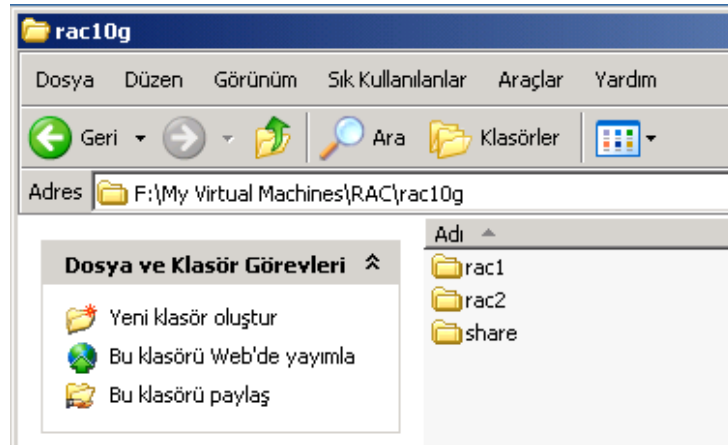 rac10g
Dosya Düzen Görünüm Sık Kullanılanlar Araçlar Yardım
Geri Ara Klasörler
Adres F:\My Virtual Machines\RAC\rac10g
Adı
Dosya ve Klasör Görevleri
Yeni klasör oluştur
Bu klasörü Web'de yayımla
Bu klasörü paylaş
rac1
rac2
share